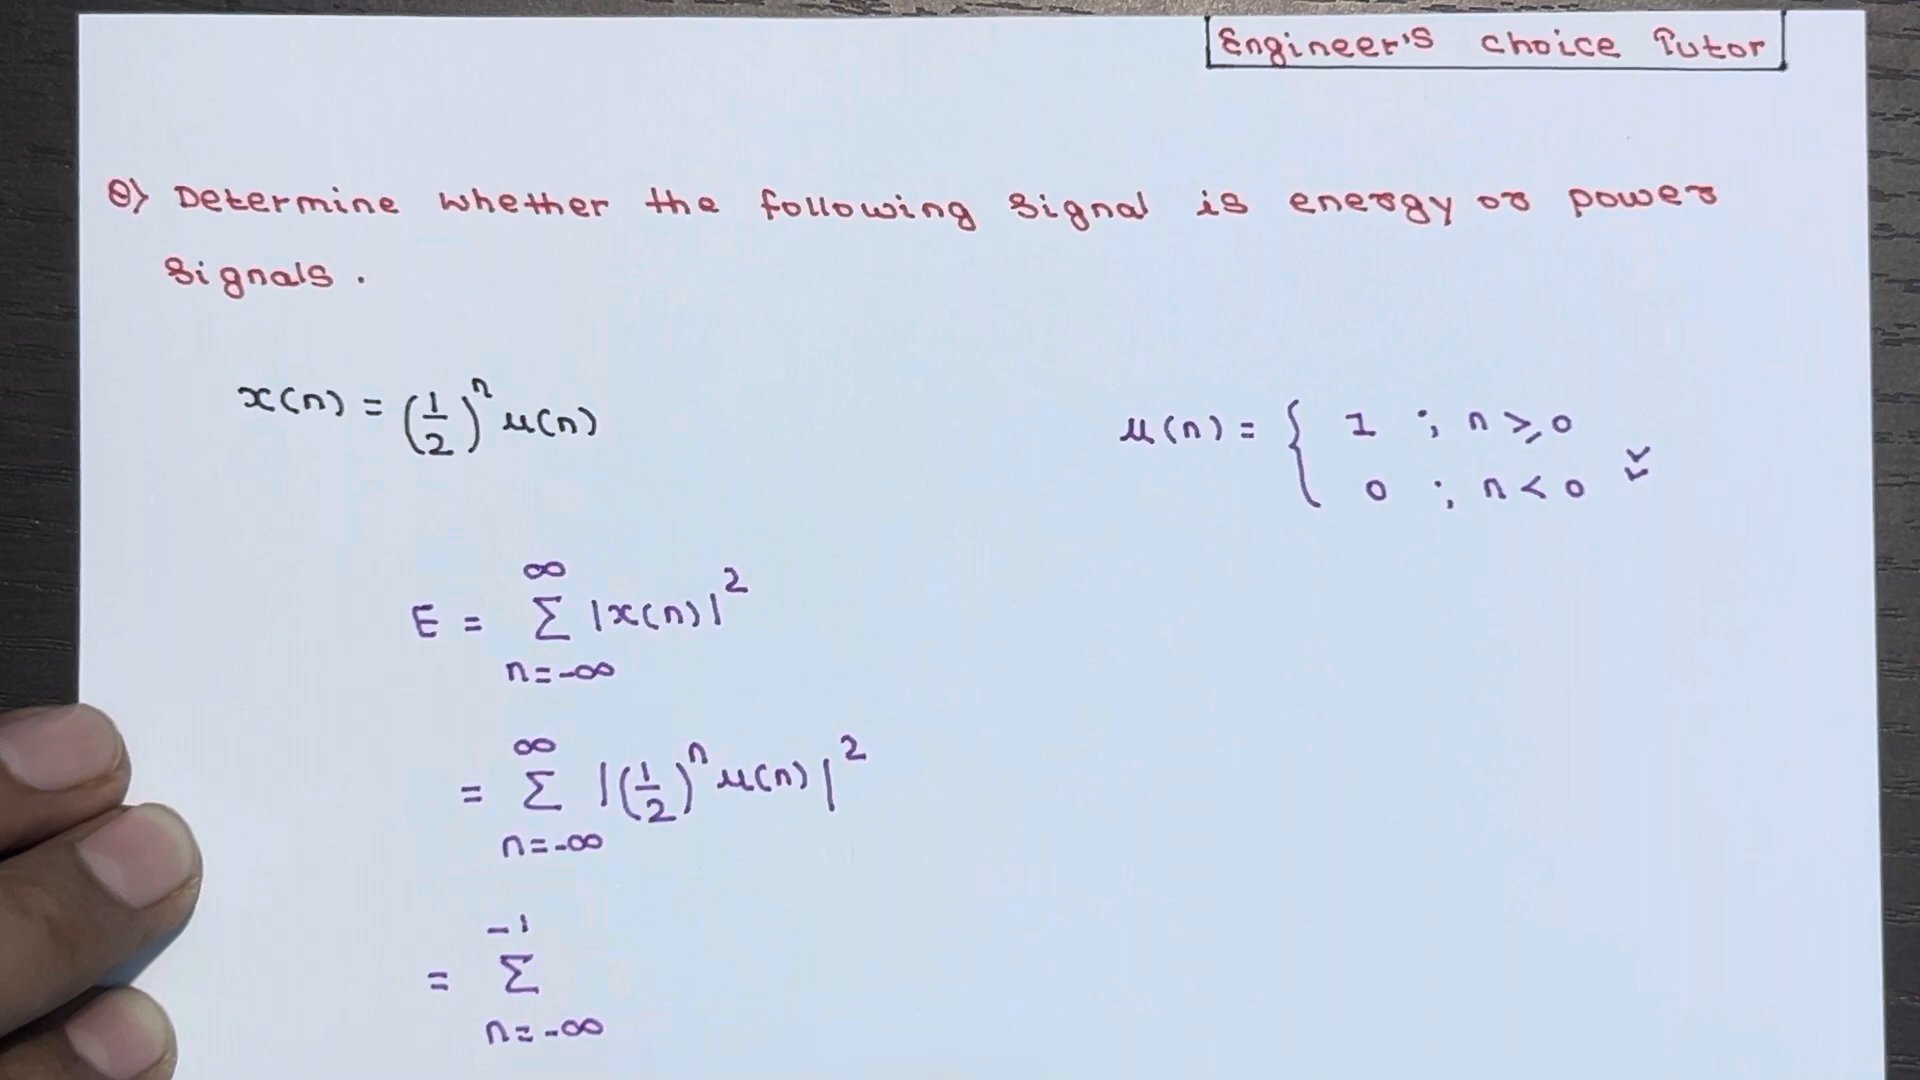 Engineer's choice Tutor
Q) Determine whether the following signal is energy or power
signals.
x(n) = (1/2)^n u(n)
u(n) = { 1 ; n ≥ 0
0 ; n < 0
E = ∑_{n=-∞}^{∞} |x(n)|^2
= ∑_{n=-∞}^{∞} |(1/2)^n u(n)|^2
= ∑_{n=-∞}^{-1}